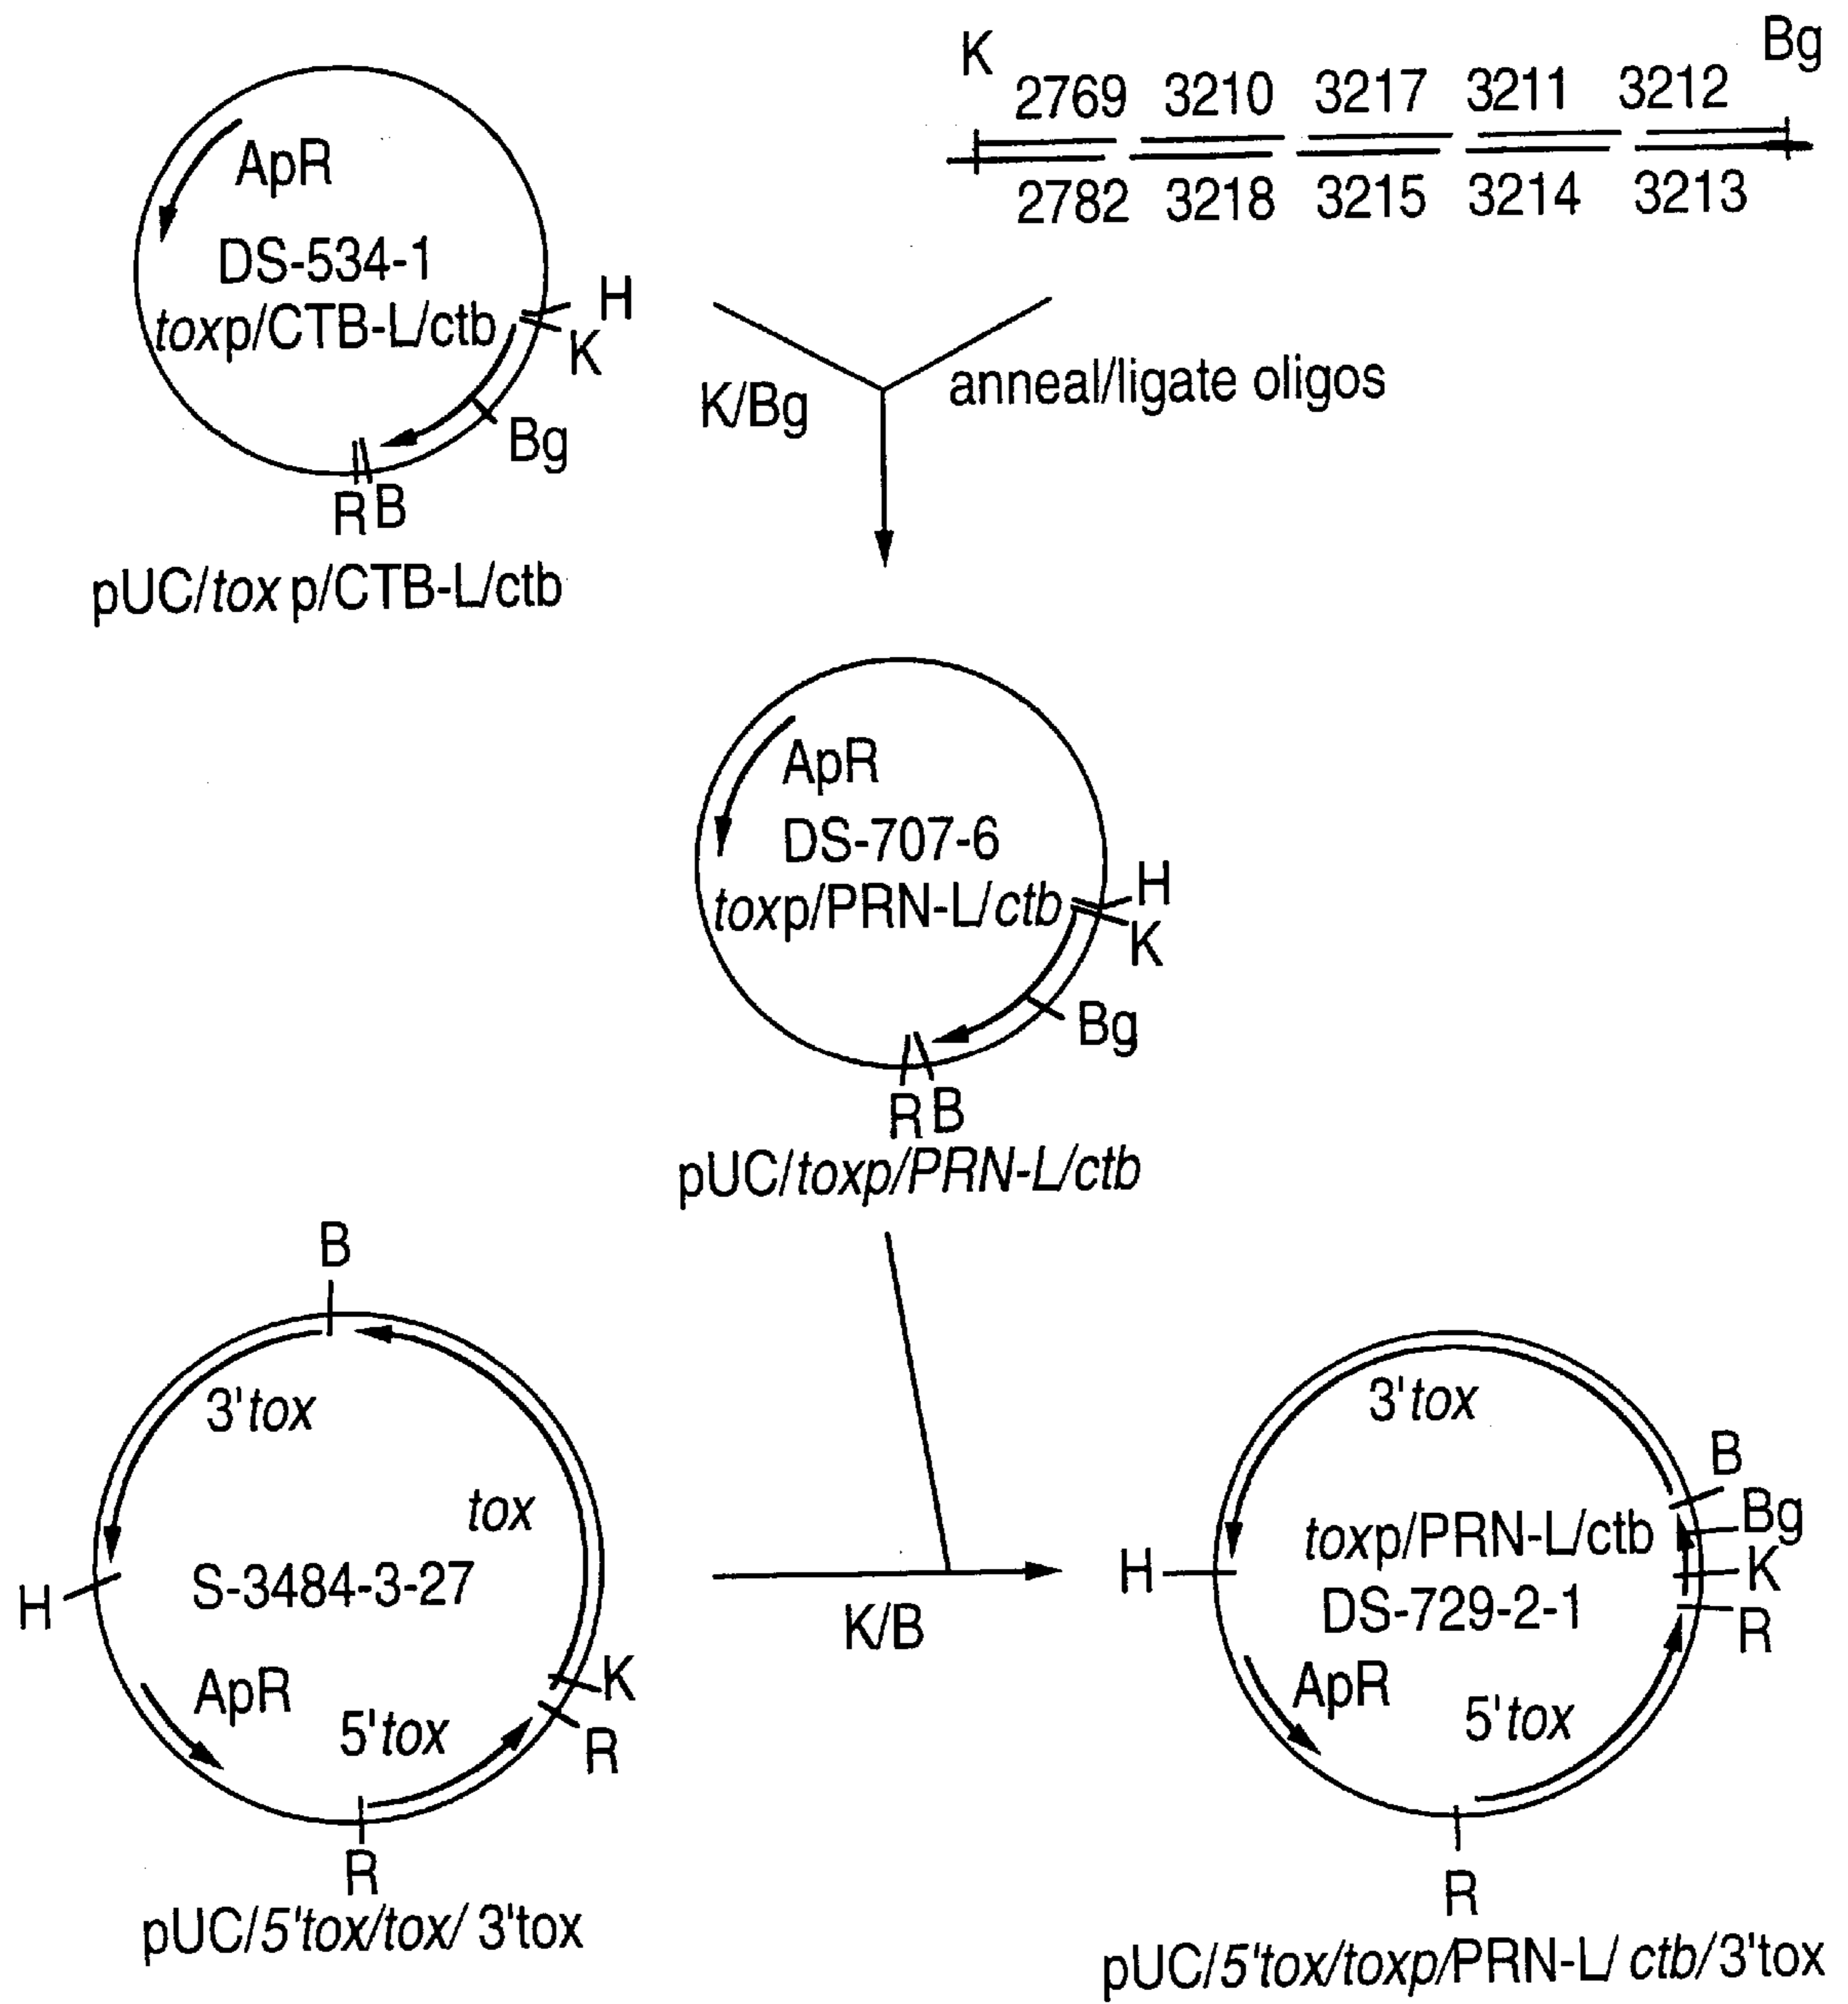 K
Bg
2769 3210 3217 3211 3212
2782 3218 3215 3214 3213
ApR
DS-534-1
toxp/CTB-L/ctb
H
K
Bg
R B
pUC/tox p/CTB-L/ctb
K/Bg
anneal/ligate oligos
ApR
DS-707-6
toxp/PRN-L/ctb
H
K
Bg
R B
pUC/toxp/PRN-L/ctb
B
3'tox
tox
S-3484-3-27
H
ApR
5'tox
K
R
R
pUC/5'tox/tox/ 3'tox
K/B
3'tox
B
Bg
toxp/PRN-L/ctb
H
K
DS-729-2-1
R
ApR
5'tox
R
pUC/5'tox/toxp/PRN-L/ ctb/3'tox